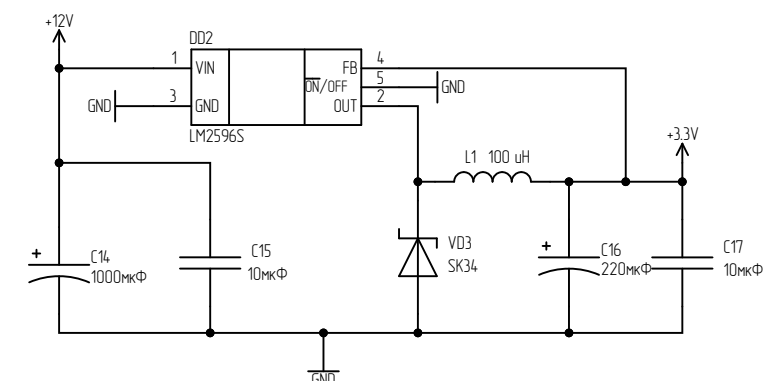 +12V
DD2
1
VIN
FB
4
ON/OFF
5
GND
GND
3
GND
OUT
2
LM2596S
+3.3V
L1 100 uH
+
C14
1000мкФ
C15
10мкФ
VD3
SK34
+
C16
220мкФ
C17
10мкФ
GND